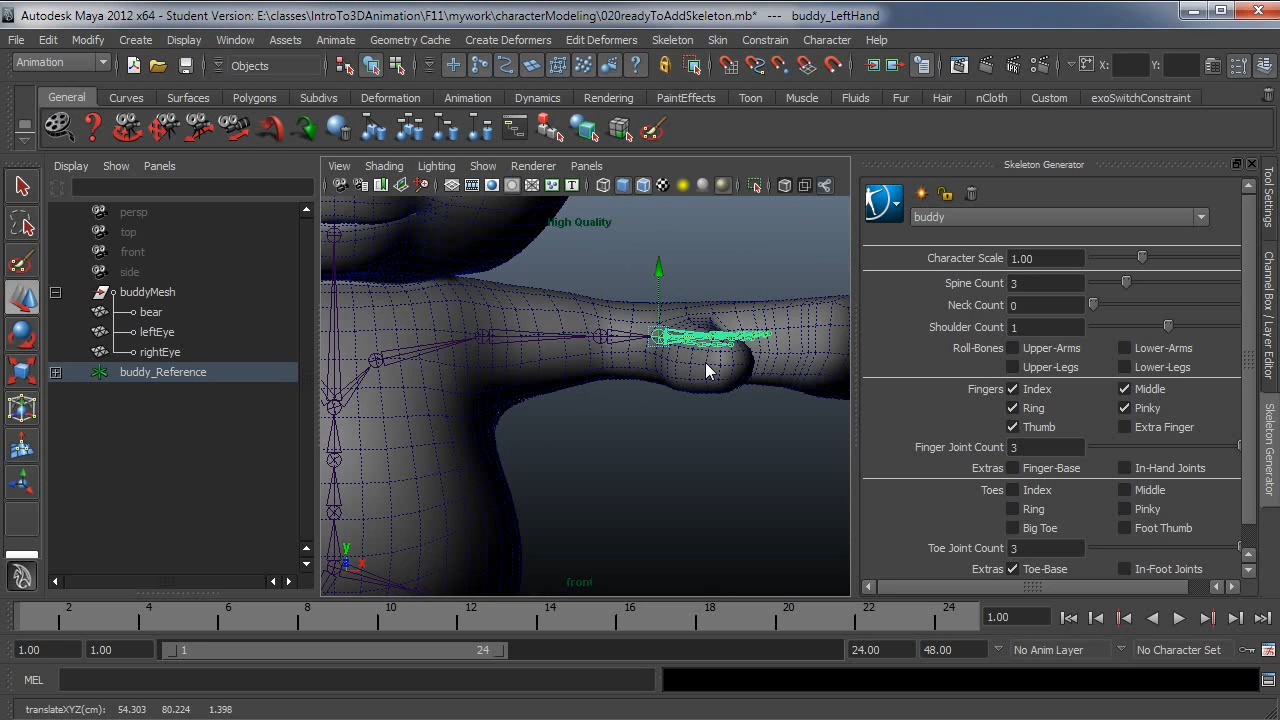 Autodesk Maya 2012 x64 - Student Version: E:\classes\IntroTo3DAnimation\F11\mywork\characterModeling\020readyToAddSkeleton.mb* --- buddy_LeftHand
File Edit Modify Create Display Window Assets Animate Geometry Cache Create Deformers Edit Deformers Skeleton Skin Constrain Character Help
Animation Objects X: Y:
General Curves Surfaces Polygons Subdivs Deformation Animation Dynamics Rendering PaintEffects Toon Muscle Fluids Fur Hair nCloth Custom exoSwitchConstraint
Display Show Panels
View Shading Lighting Show Renderer Panels
Skeleton Generator
persp
top
front
side
buddyMesh
bear
leftEye
rightEye
buddy_Reference
High Quality
y
z x
front
buddy
Character Scale 1.00
Spine Count 3
Neck Count 0
Shoulder Count 1
Roll-Bones Upper-Arms Lower-Arms
Upper-Legs Lower-Legs
Fingers Index Middle
Ring Pinky
Thumb Extra Finger
Finger Joint Count 3
Extras Finger-Base In-Hand Joints
Toes Index Middle
Ring Pinky
Big Toe Foot Thumb
Toe Joint Count 3
Extras Toe-Base In-Foot Joints
Tool Settings
Channel Box / Layer Editor
Skeleton Generator
2 4 6 8 10 12 14 16 18 20 22 24 1.00
1.00 1.00 1 24 24.00 48.00 No Anim Layer No Character Set
MEL
translateXYZ(cm): 54.303 80.224 1.398